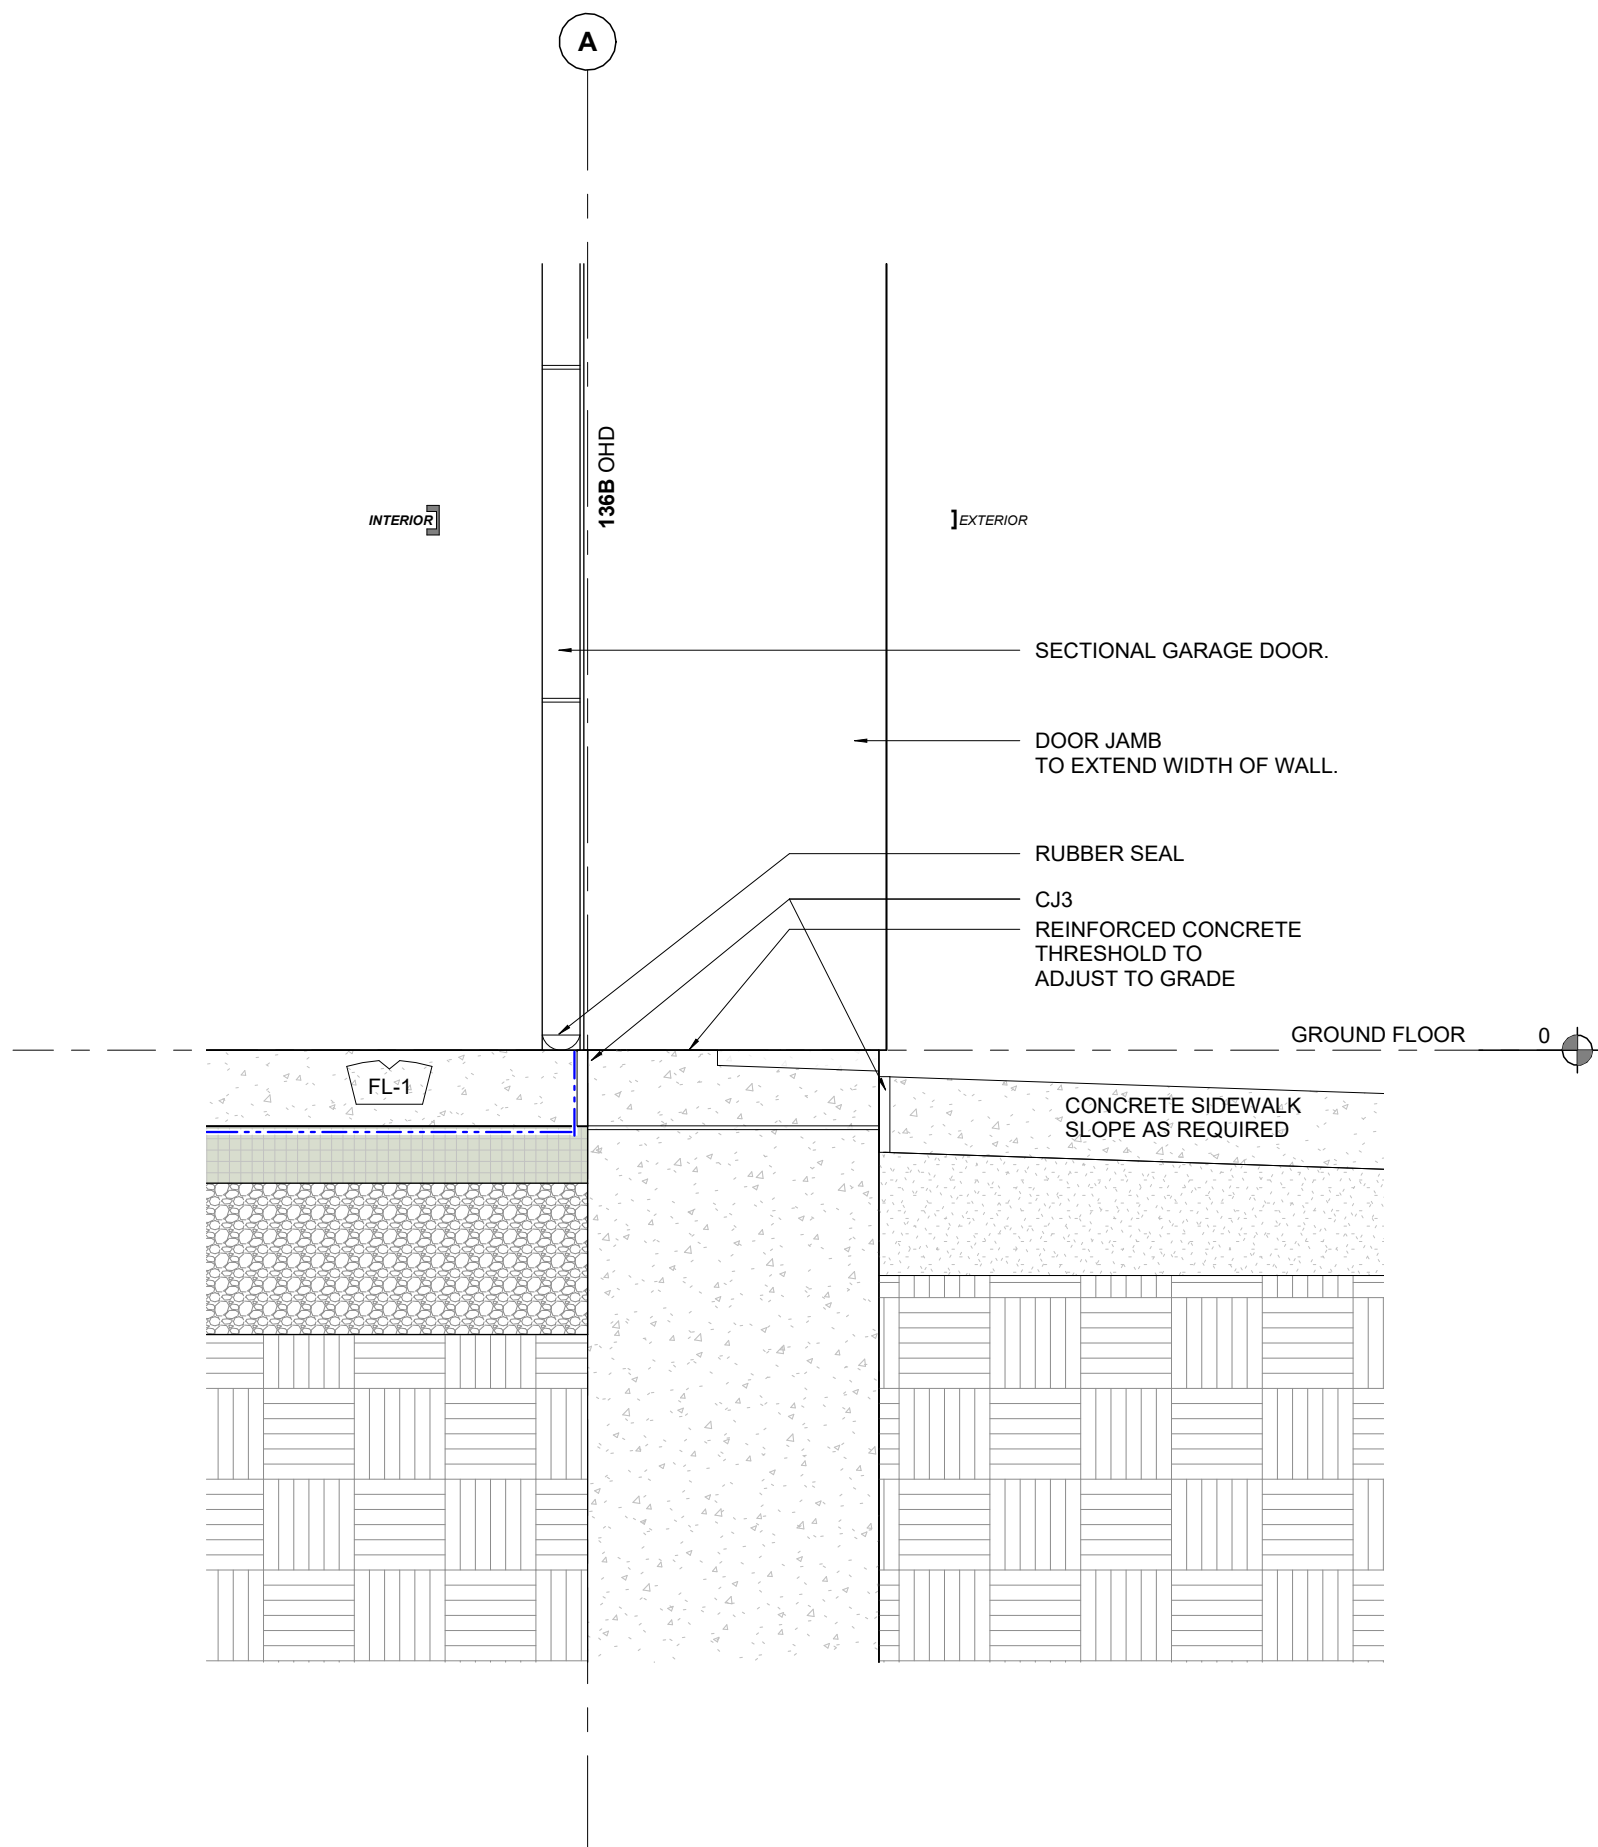 A
136B OHD
INTERIOR
EXTERIOR
SECTIONAL GARAGE DOOR.
DOOR JAMB
TO EXTEND WIDTH OF WALL.
RUBBER SEAL
CJ3
REINFORCED CONCRETE
THRESHOLD TO
ADJUST TO GRADE
GROUND FLOOR 0
FL-1
CONCRETE SIDEWALK
SLOPE AS REQUIRED